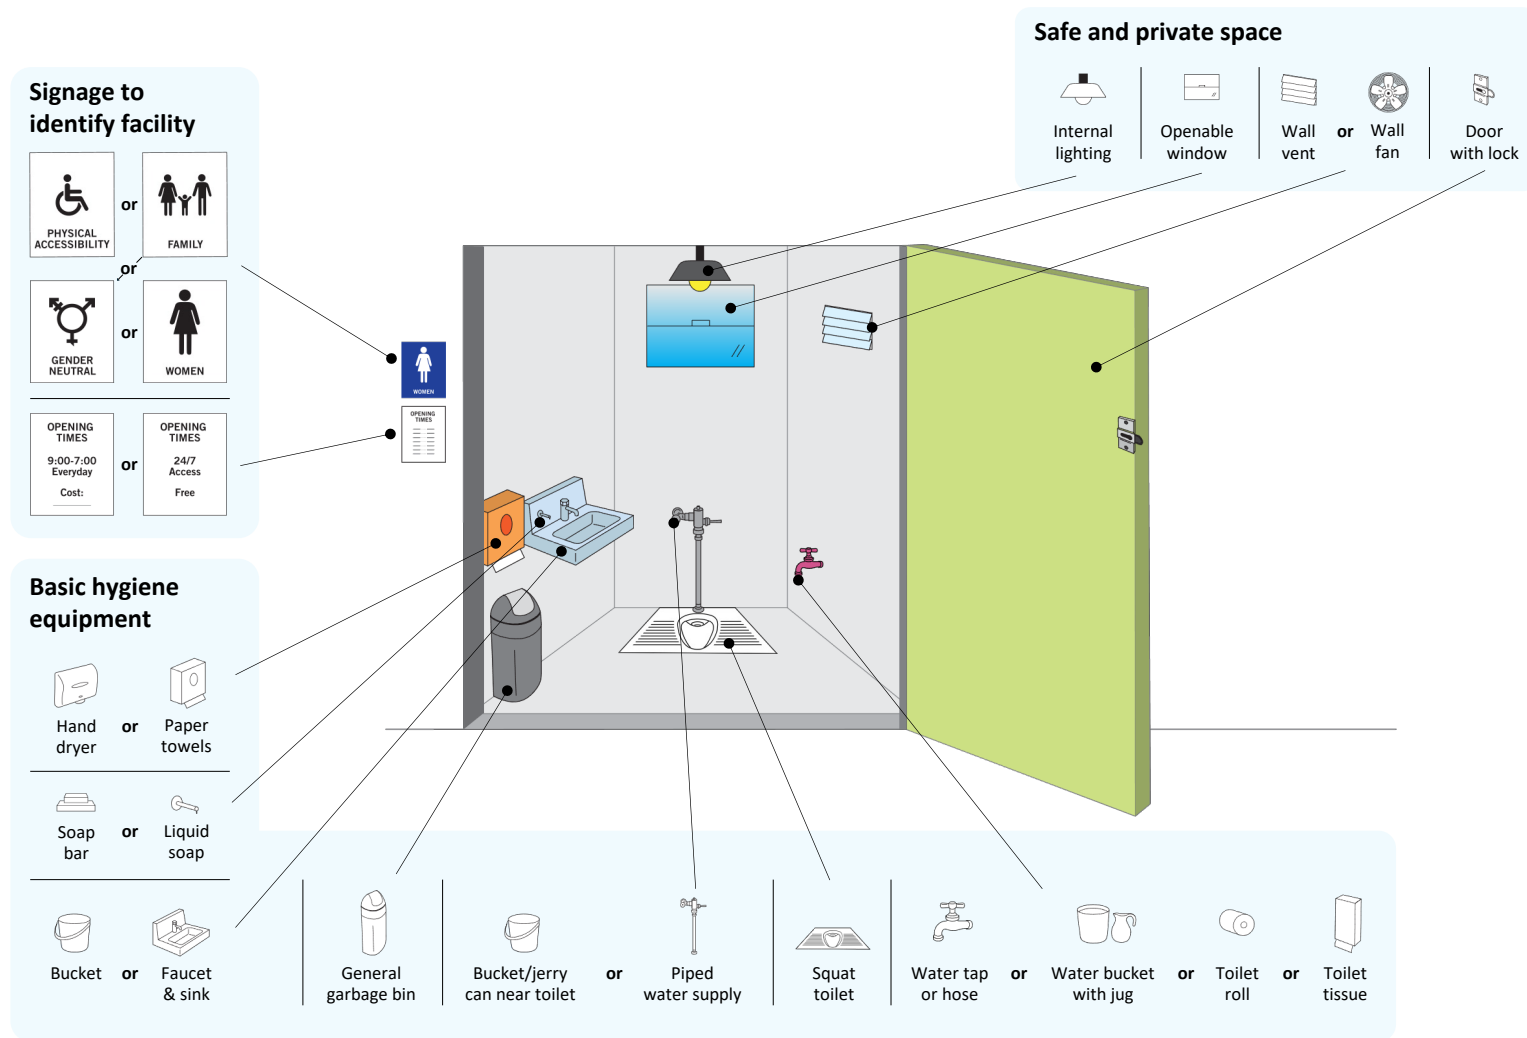 Safe and private space
Internal
lighting
Openable
window
Wall
vent
or
Wall
fan
Door
with lock
Signage to
identify facility
PHYSICAL
ACCESSIBILITY
or
FAMILY
or
GENDER
NEUTRAL
or
WOMEN
OPENING
TIMES
9:00-7:00
Everyday
Cost:
or
OPENING
TIMES
24/7
Access
Free
WOMEN
OPENING
TIMES
Basic hygiene
equipment
Hand
dryer
or
Paper
towels
Soap
bar
or
Liquid
soap
Bucket
or
Faucet
& sink
General
garbage bin
Bucket/jerry
can near toilet
or
Piped
water supply
Squat
toilet
Water tap
or hose
or
Water bucket
with jug
or
Toilet
roll
or
Toilet
tissue